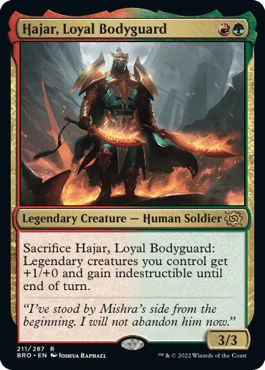 Hajar, Loyal Bodyguard
Legendary Creature — Human Soldier
Sacrifice Hajar, Loyal Bodyguard:
Legendary creatures you control get
+1/+0 and gain indestructible until
end of turn.
“I’ve stood by Mishra’s side from the
beginning. I will not abandon him now.”
3/3
211/287 R
BRO • EN Joshua Raphael
™ & © 2022 Wizards of the Coast